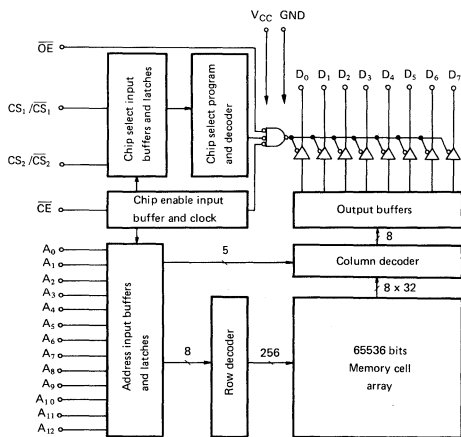 V_CC GND
OE
D0 D1 D2 D3 D4 D5 D6 D7
Chip select input
buffers and latches
Chip select program
and decoder
CS1 /CS1
CS2 /CS2
CE
Chip enable input
buffer and clock
Output buffers
8
Column decoder
8 x 32
A0
A1
A2
A3
A4
A5
A6
A7
A8
A9
A10
A11
A12
Address input buffers
and latches
5
8
Row decoder
256
65536 bits
Memory cell
array